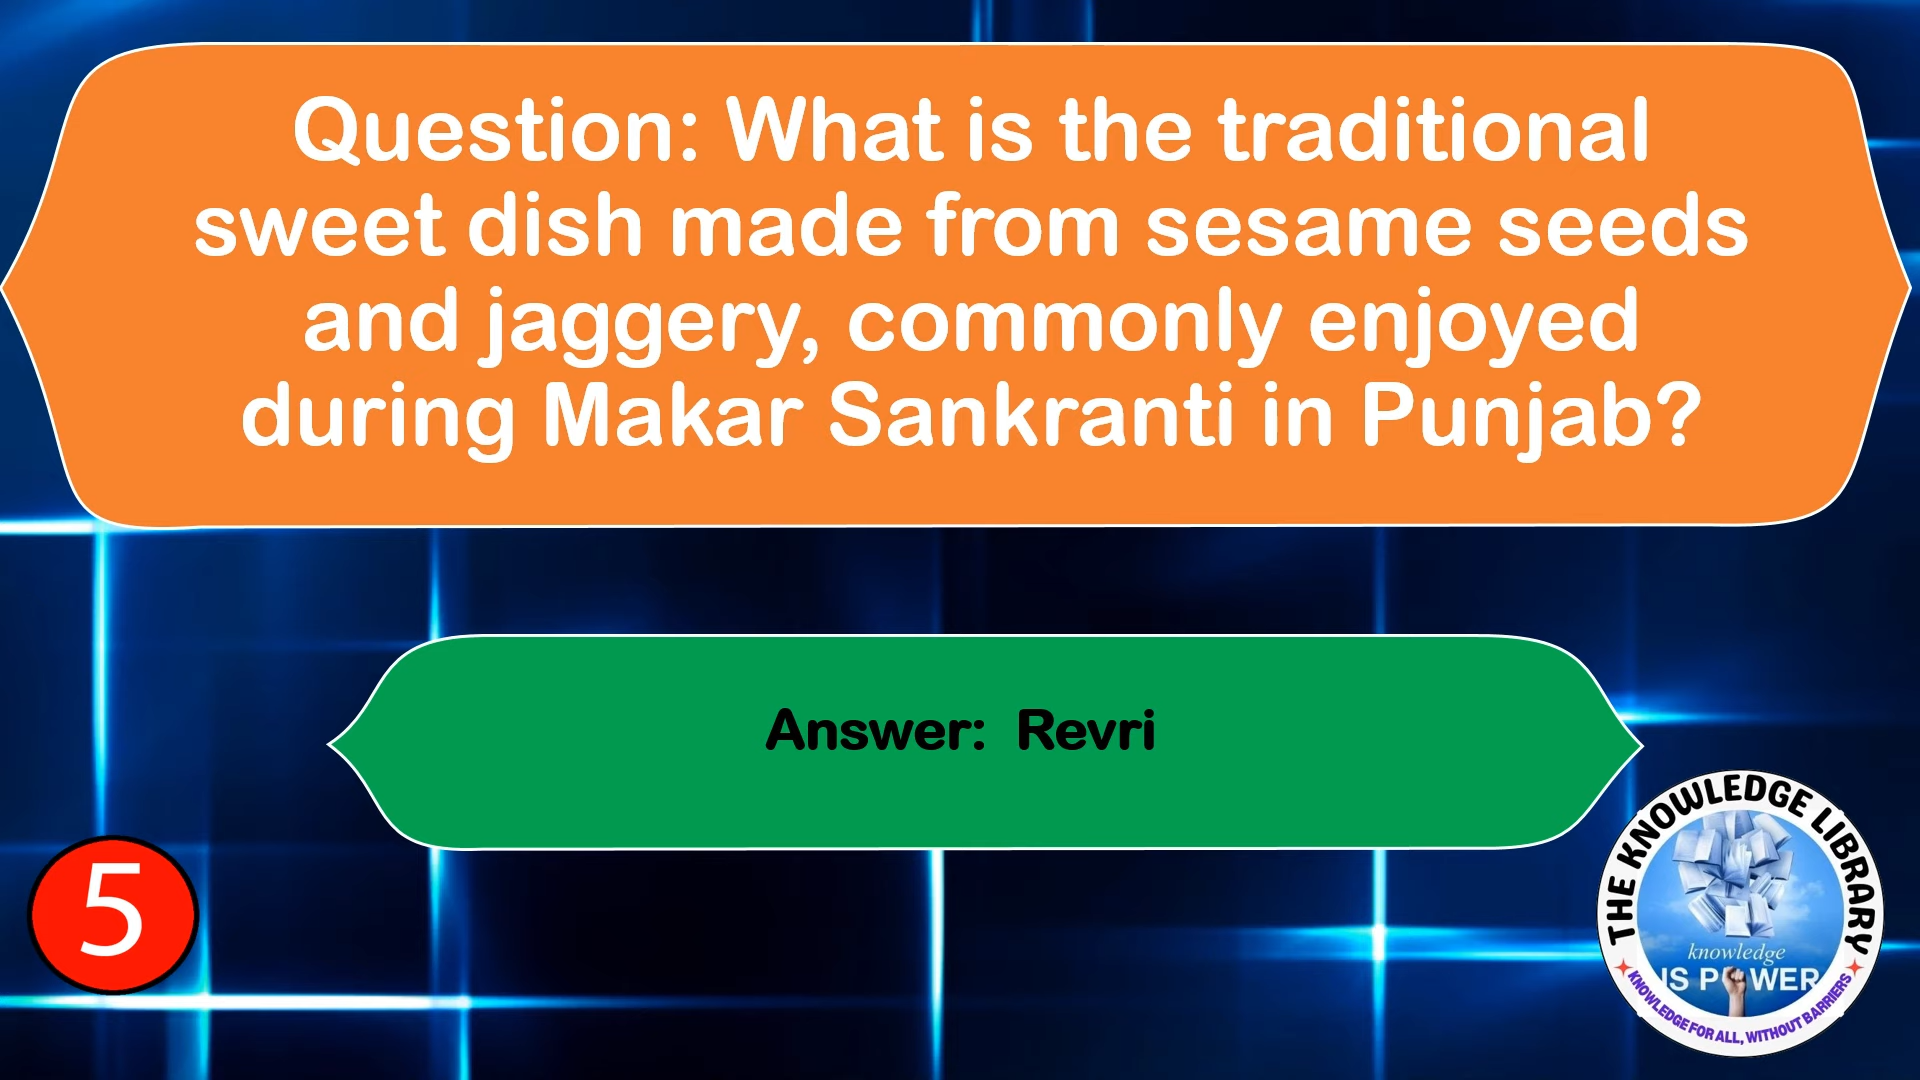 Question: What is the traditional
sweet dish made from sesame seeds
and jaggery, commonly enjoyed
during Makar Sankranti in Punjab?
Answer: Revri
5
THE KNOWLEDGE LIBRARY
knowledge
IS POWER
KNOWLEDGE FOR ALL, WITHOUT BARRIERS